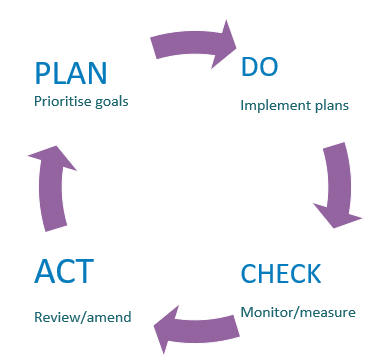 PLAN
Prioritise goals
DO
Implement plans
ACT
Review/amend
CHECK
Monitor/measure